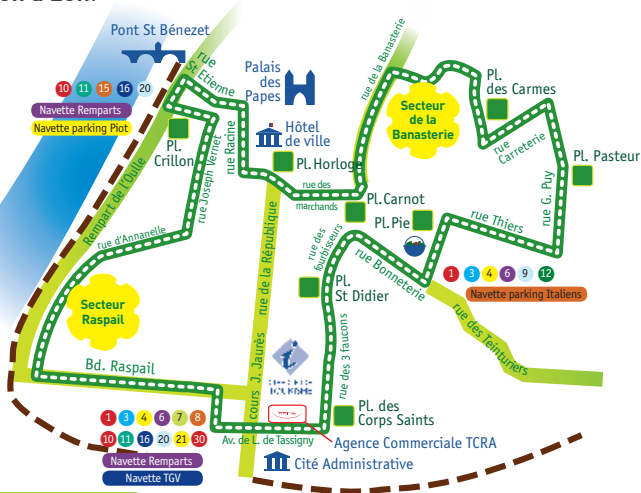 Pont St Bénezet
rue
St Etienne
10 11 15 16 20
Navette Remparts
Navette parking Piot
Palais
des
Papes
Hôtel
de ville
rue de la Banasterie
Secteur
de la
Banasterie
Pl.
des Carmes
rue
Carreterie
Pl. Pasteur
rue G. Puy
Pl.
Crillon
rue Joseph Vernet
rue Racine
Pl. Horloge
rue des
marchands
Pl. Carnot
Pl. Pie
rue Thiers
Rempart de l'Oulle
rue d'Annanelle
rue de la République
rue des
fourbisseurs
rue Bonneterie
1 3 4 6 9 12
Navette parking Italiens
rue des Teinturiers
Secteur
Raspail
Pl.
St Didier
rue des 3 faucons
Bd. Raspail
cours J. Jaurès
TOURISME
Pl. des
Corps Saints
1 3 4 6 7 8
10 11 16 20 21 30
Navette Remparts
Navette TGV
Av. de L. de Tassigny
Agence Commerciale TCRA
Cité Administrative